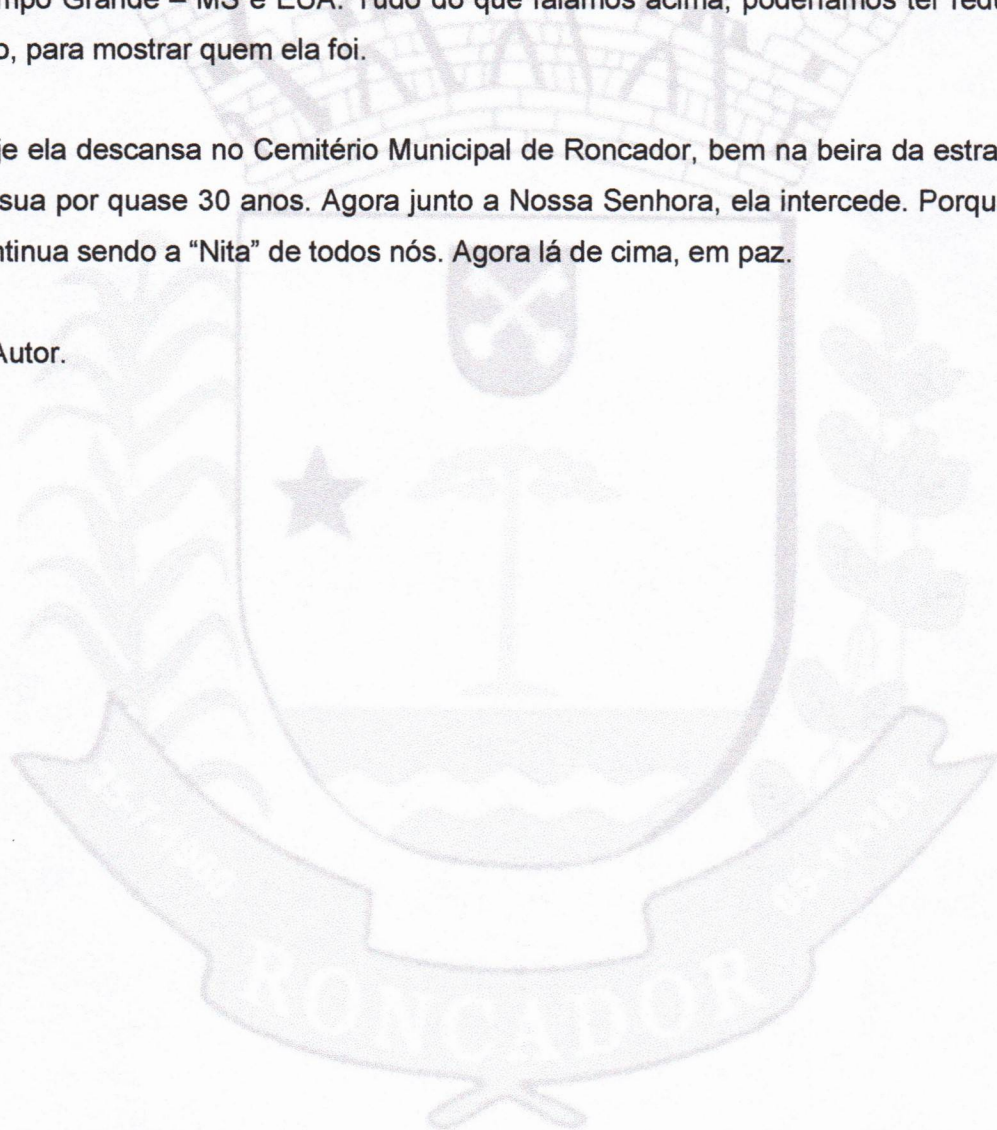 mpo Grande – MS e EUA. Tudo do que falamos acima, poderíamos ter redu
o, para mostrar quem ela foi.
je ela descansa no Cemitério Municipal de Roncador, bem na beira da estra
sua por quase 30 anos. Agora junto a Nossa Senhora, ela intercede. Porqu
ntinua sendo a “Nita” de todos nós. Agora lá de cima, em paz.
Autor.
RONCADOR